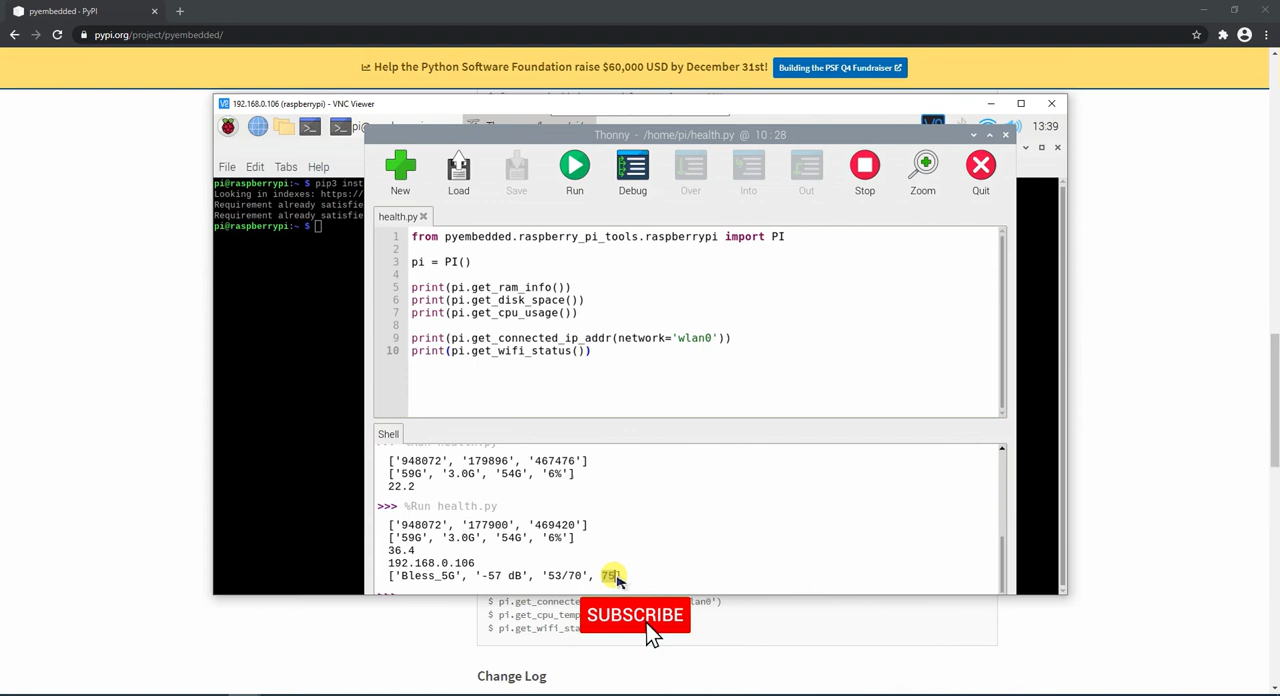 pyembedded · PyPI
pypi.org/project/pyembedded/
Help the Python Software Foundation raise $60,000 USD by December 31st!
Building the PSF Q4 Fundraiser
192.168.0.106 (raspberrypi) - VNC Viewer
13:39
Thonny - /home/pi/health.py @ 10 : 28
File Edit Tabs Help
New Load Save Run Debug Over Into Out Stop Zoom Quit
pi@raspberrypi:~ $ pip3 inst
Looking in indexes: https:/
Requirement already satisfie
Requirement already satisfie
pi@raspberrypi:~ $
health.py
1 from pyembedded.raspberry_pi_tools.raspberrypi import PI
2
3 pi = PI()
4
5 print(pi.get_ram_info())
6 print(pi.get_disk_space())
7 print(pi.get_cpu_usage())
8
9 print(pi.get_connected_ip_addr(network='wlan0'))
10 print(pi.get_wifi_status())
Shell
['948072', '179896', '467476']
['59G', '3.0G', '54G', '6%']
22.2
>>> %Run health.py
['948072', '177900', '469420']
['59G', '3.0G', '54G', '6%']
36.4
192.168.0.106
['Bless_5G', '-57 dB', '53/70', 75]
$ pi.get_connecte
lan0')
$ pi.get_cpu_temp
$ pi.get_wifi_sta
SUBSCRIBE
Change Log